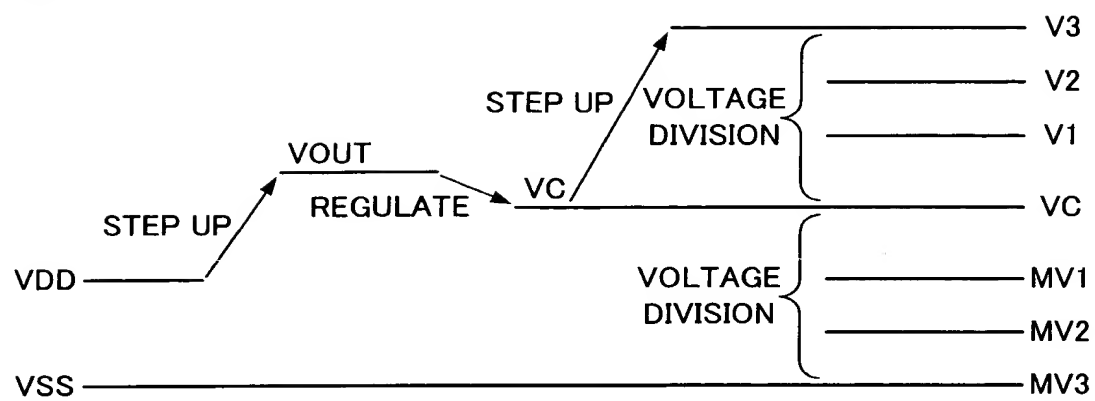 V3
V2
STEP UP
VOLTAGE
DIVISION
V1
VOUT
VC
REGULATE
VC
STEP UP
VDD
VOLTAGE
DIVISION
MV1
MV2
VSS
MV3